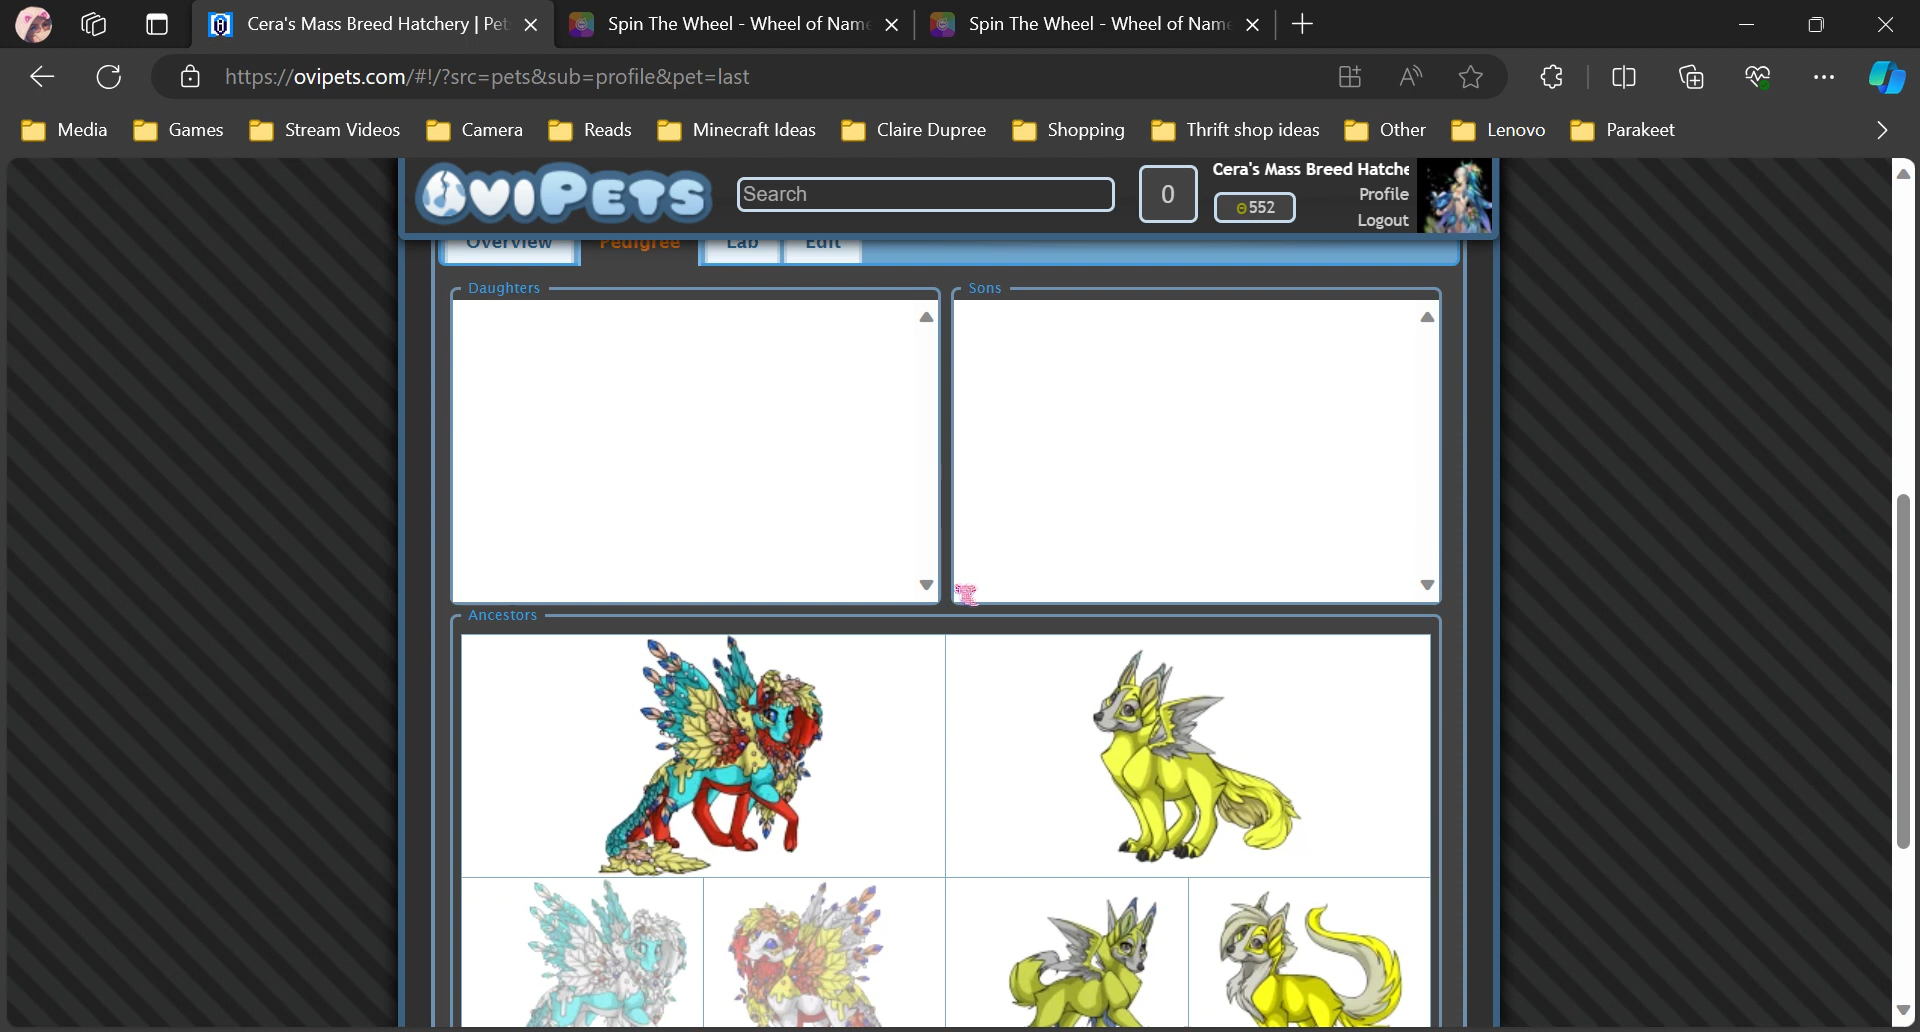 Cera's Mass Breed Hatchery | Pet
Spin The Wheel - Wheel of Name
Spin The Wheel - Wheel of Name
https://ovipets.com/#!/?src=pets&sub=profile&pet=last
Media
Games
Stream Videos
Camera
Reads
Minecraft Ideas
Claire Dupree
Shopping
Thrift shop ideas
Other
Lenovo
Parakeet
OviPets
Search
0
Cera's Mass Breed Hatche
552
Profile
Logout
Overview
Pedigree
Lab
Edit
Daughters
Sons
Ancestors